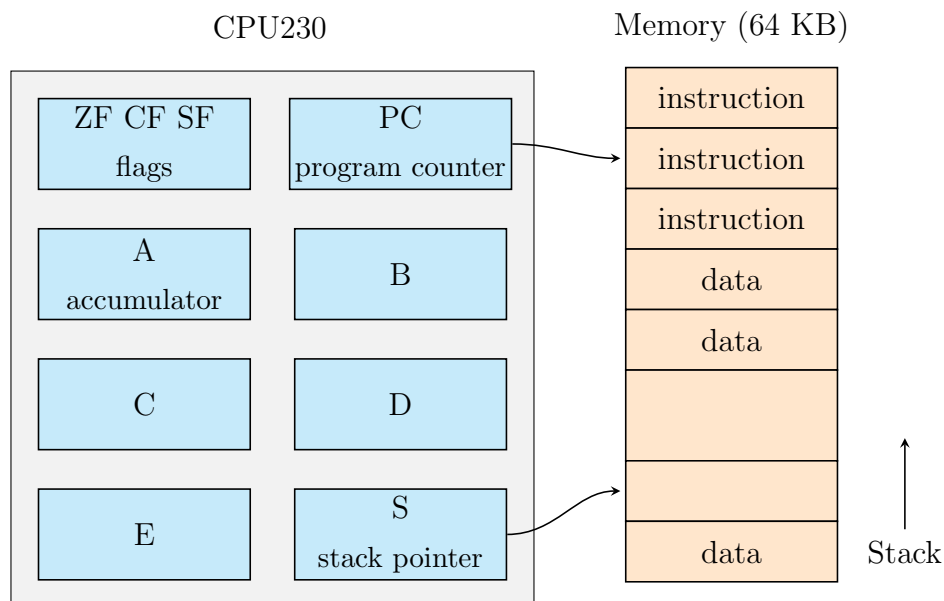 CPU230
Memory (64 KB)
ZF CF SF
flags
PC
program counter
A
accumulator
B
C
D
E
S
stack pointer
instruction
instruction
instruction
data
data
data
Stack